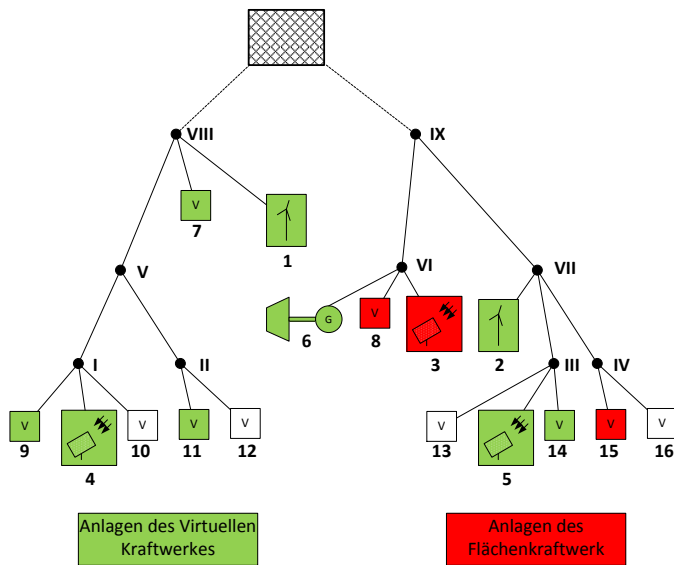 VIII
IX
V
7
1
V
VI
VII
G
6
V
8
3
2
I
II
III
IV
V
9
4
V
10
V
11
V
12
V
13
5
V
14
V
15
V
16
Anlagen des Virtuellen
Kraftwerkes
Anlagen des
Flächenkraftwerk